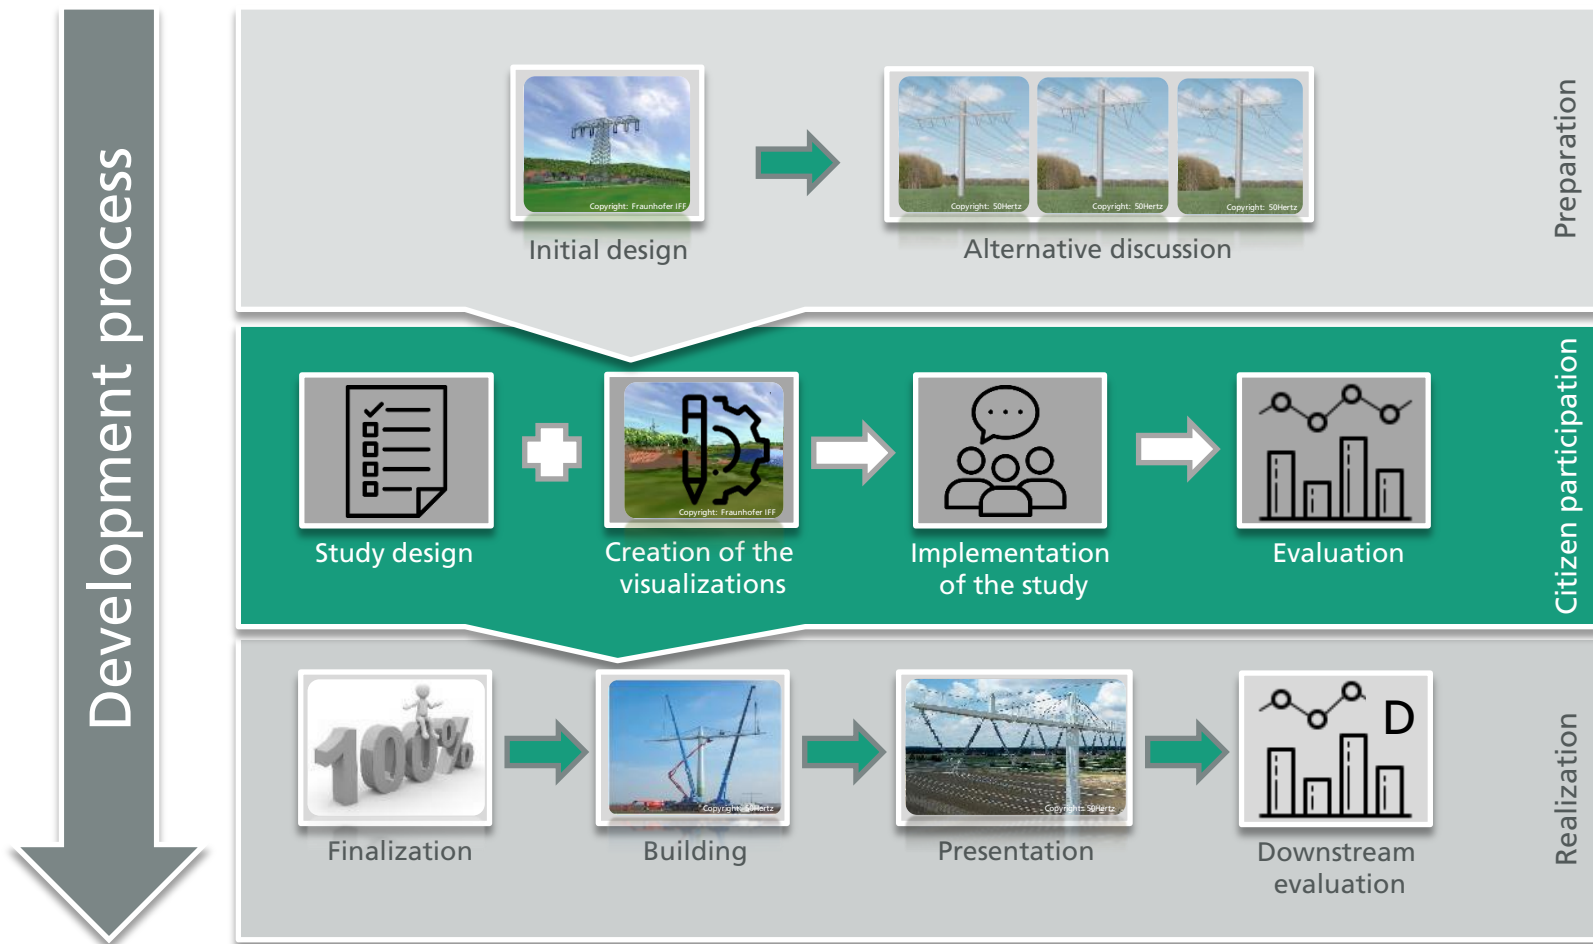 Development process
Preparation
Copyright: Fraunhofer IFF
Copyright: 50Hertz
Copyright: 50Hertz
Copyright: 50Hertz
Initial design
Alternative discussion
Citizen participation
Copyright: Fraunhofer IFF
Study design
Creation of the
visualizations
Implementation
of the study
Evaluation
Realization
100%
Copyright: 50Hertz
Copyright: 50Hertz
D
Finalization
Building
Presentation
Downstream
evaluation